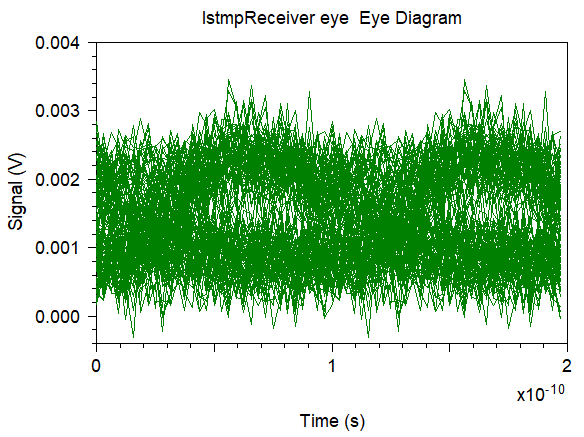 lstmpReceiver eye  Eye Diagram
Signal (V)
0.004
0.003
0.002
0.001
0.000
0
1
2
x10-10
Time (s)